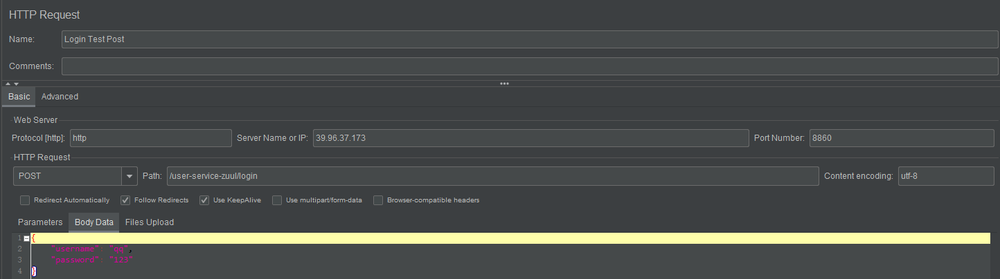 HTTP Request
Name: Login Test Post
Comments:
Basic Advanced
Web Server
Protocol [http]: http Server Name or IP: 39.96.37.173 Port Number: 8860
HTTP Request
POST Path: /user-service-zuul/login Content encoding: utf-8
Redirect Automatically Follow Redirects Use KeepAlive Use multipart/form-data Browser-compatible headers
Parameters Body Data Files Upload
1 {
2 "username": "qq",
3 "password": "123"
4 }